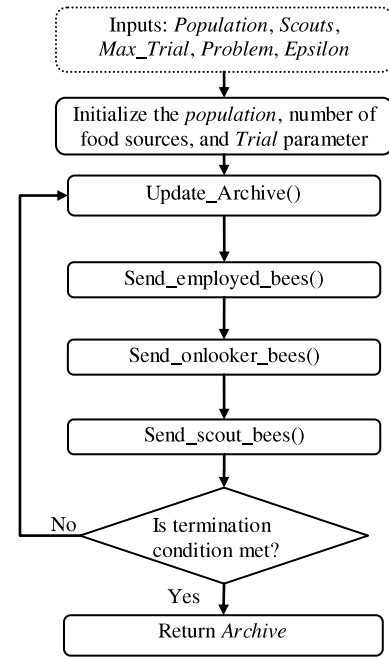 Inputs: Population, Scouts,
Max_Trial, Problem, Epsilon
Initialize the population, number of
food sources, and Trial parameter
Update_Archive()
Send_employed_bees()
Send_onlooker_bees()
Send_scout_bees()
Is termination
condition met?
No
Yes
Return Archive